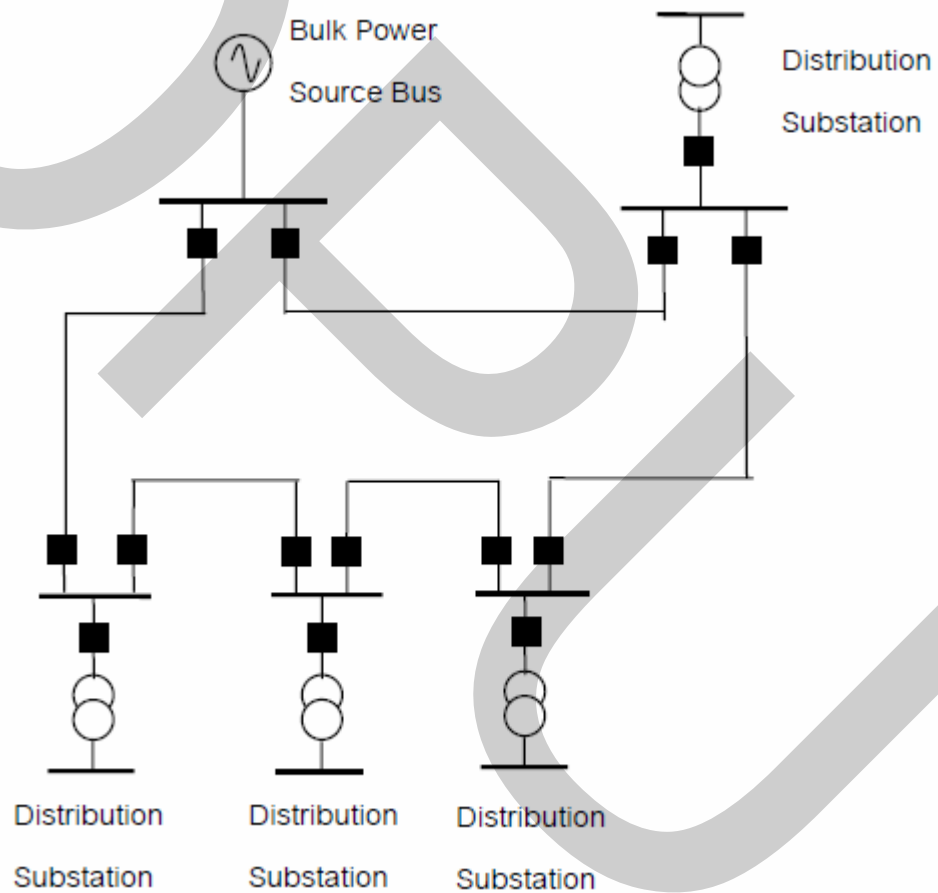 Bulk Power
Source Bus
Distribution
Substation
Distribution
Substation
Distribution
Substation
Distribution
Substation